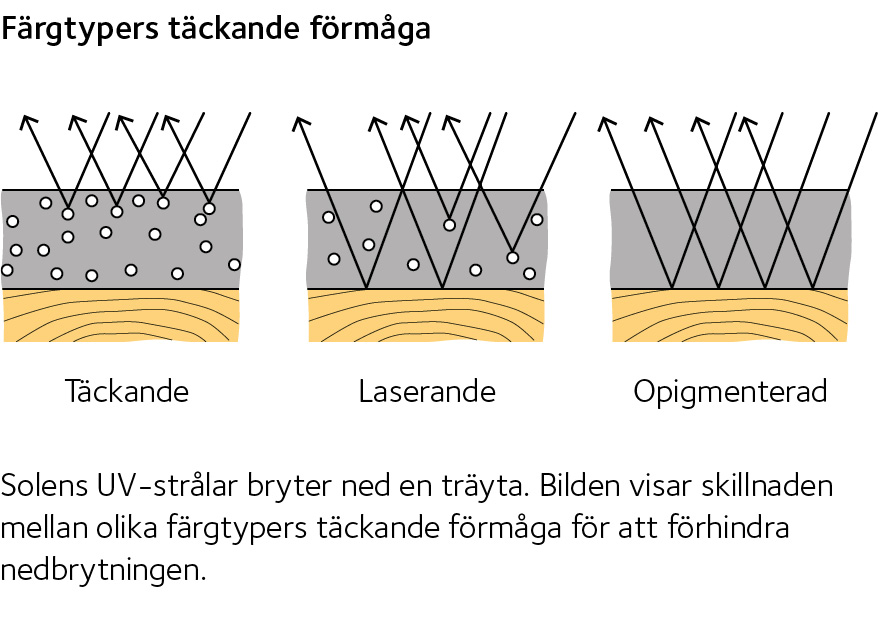 Färgtypers täckande förmåga
Täckande
Laserande
Opigmenterad
Solens UV-strålar bryter ned en träyta. Bilden visar skillnaden
mellan olika färgtypers täckande förmåga för att förhindra
nedbrytningen.